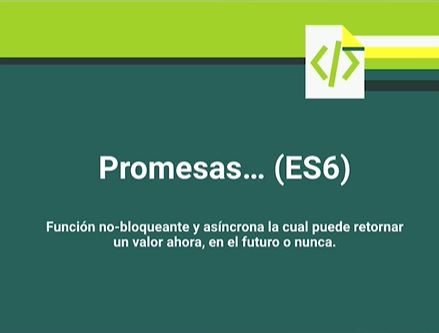 Promesas... (ES6)
Función no-bloqueante y asíncrona la cual puede retornar
un valor ahora, en el futuro o nunca.